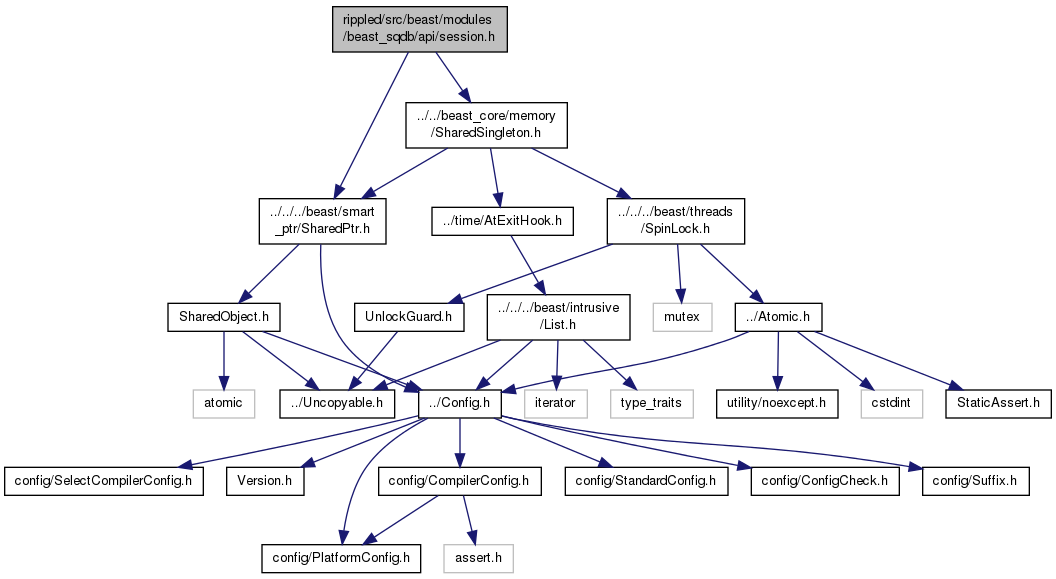 rippled/src/beast/modules
/beast_sqdb/api/session.h
../../beast_core/memory
/SharedSingleton.h
../../../beast/smart
_ptr/SharedPtr.h
../time/AtExitHook.h
../../../beast/threads
/SpinLock.h
SharedObject.h
UnlockGuard.h
../../../beast/intrusive
/List.h
mutex
../Atomic.h
atomic
../Uncopyable.h
../Config.h
iterator
type_traits
utility/noexcept.h
cstdint
StaticAssert.h
config/SelectCompilerConfig.h
Version.h
config/CompilerConfig.h
config/StandardConfig.h
config/ConfigCheck.h
config/Suffix.h
config/PlatformConfig.h
assert.h